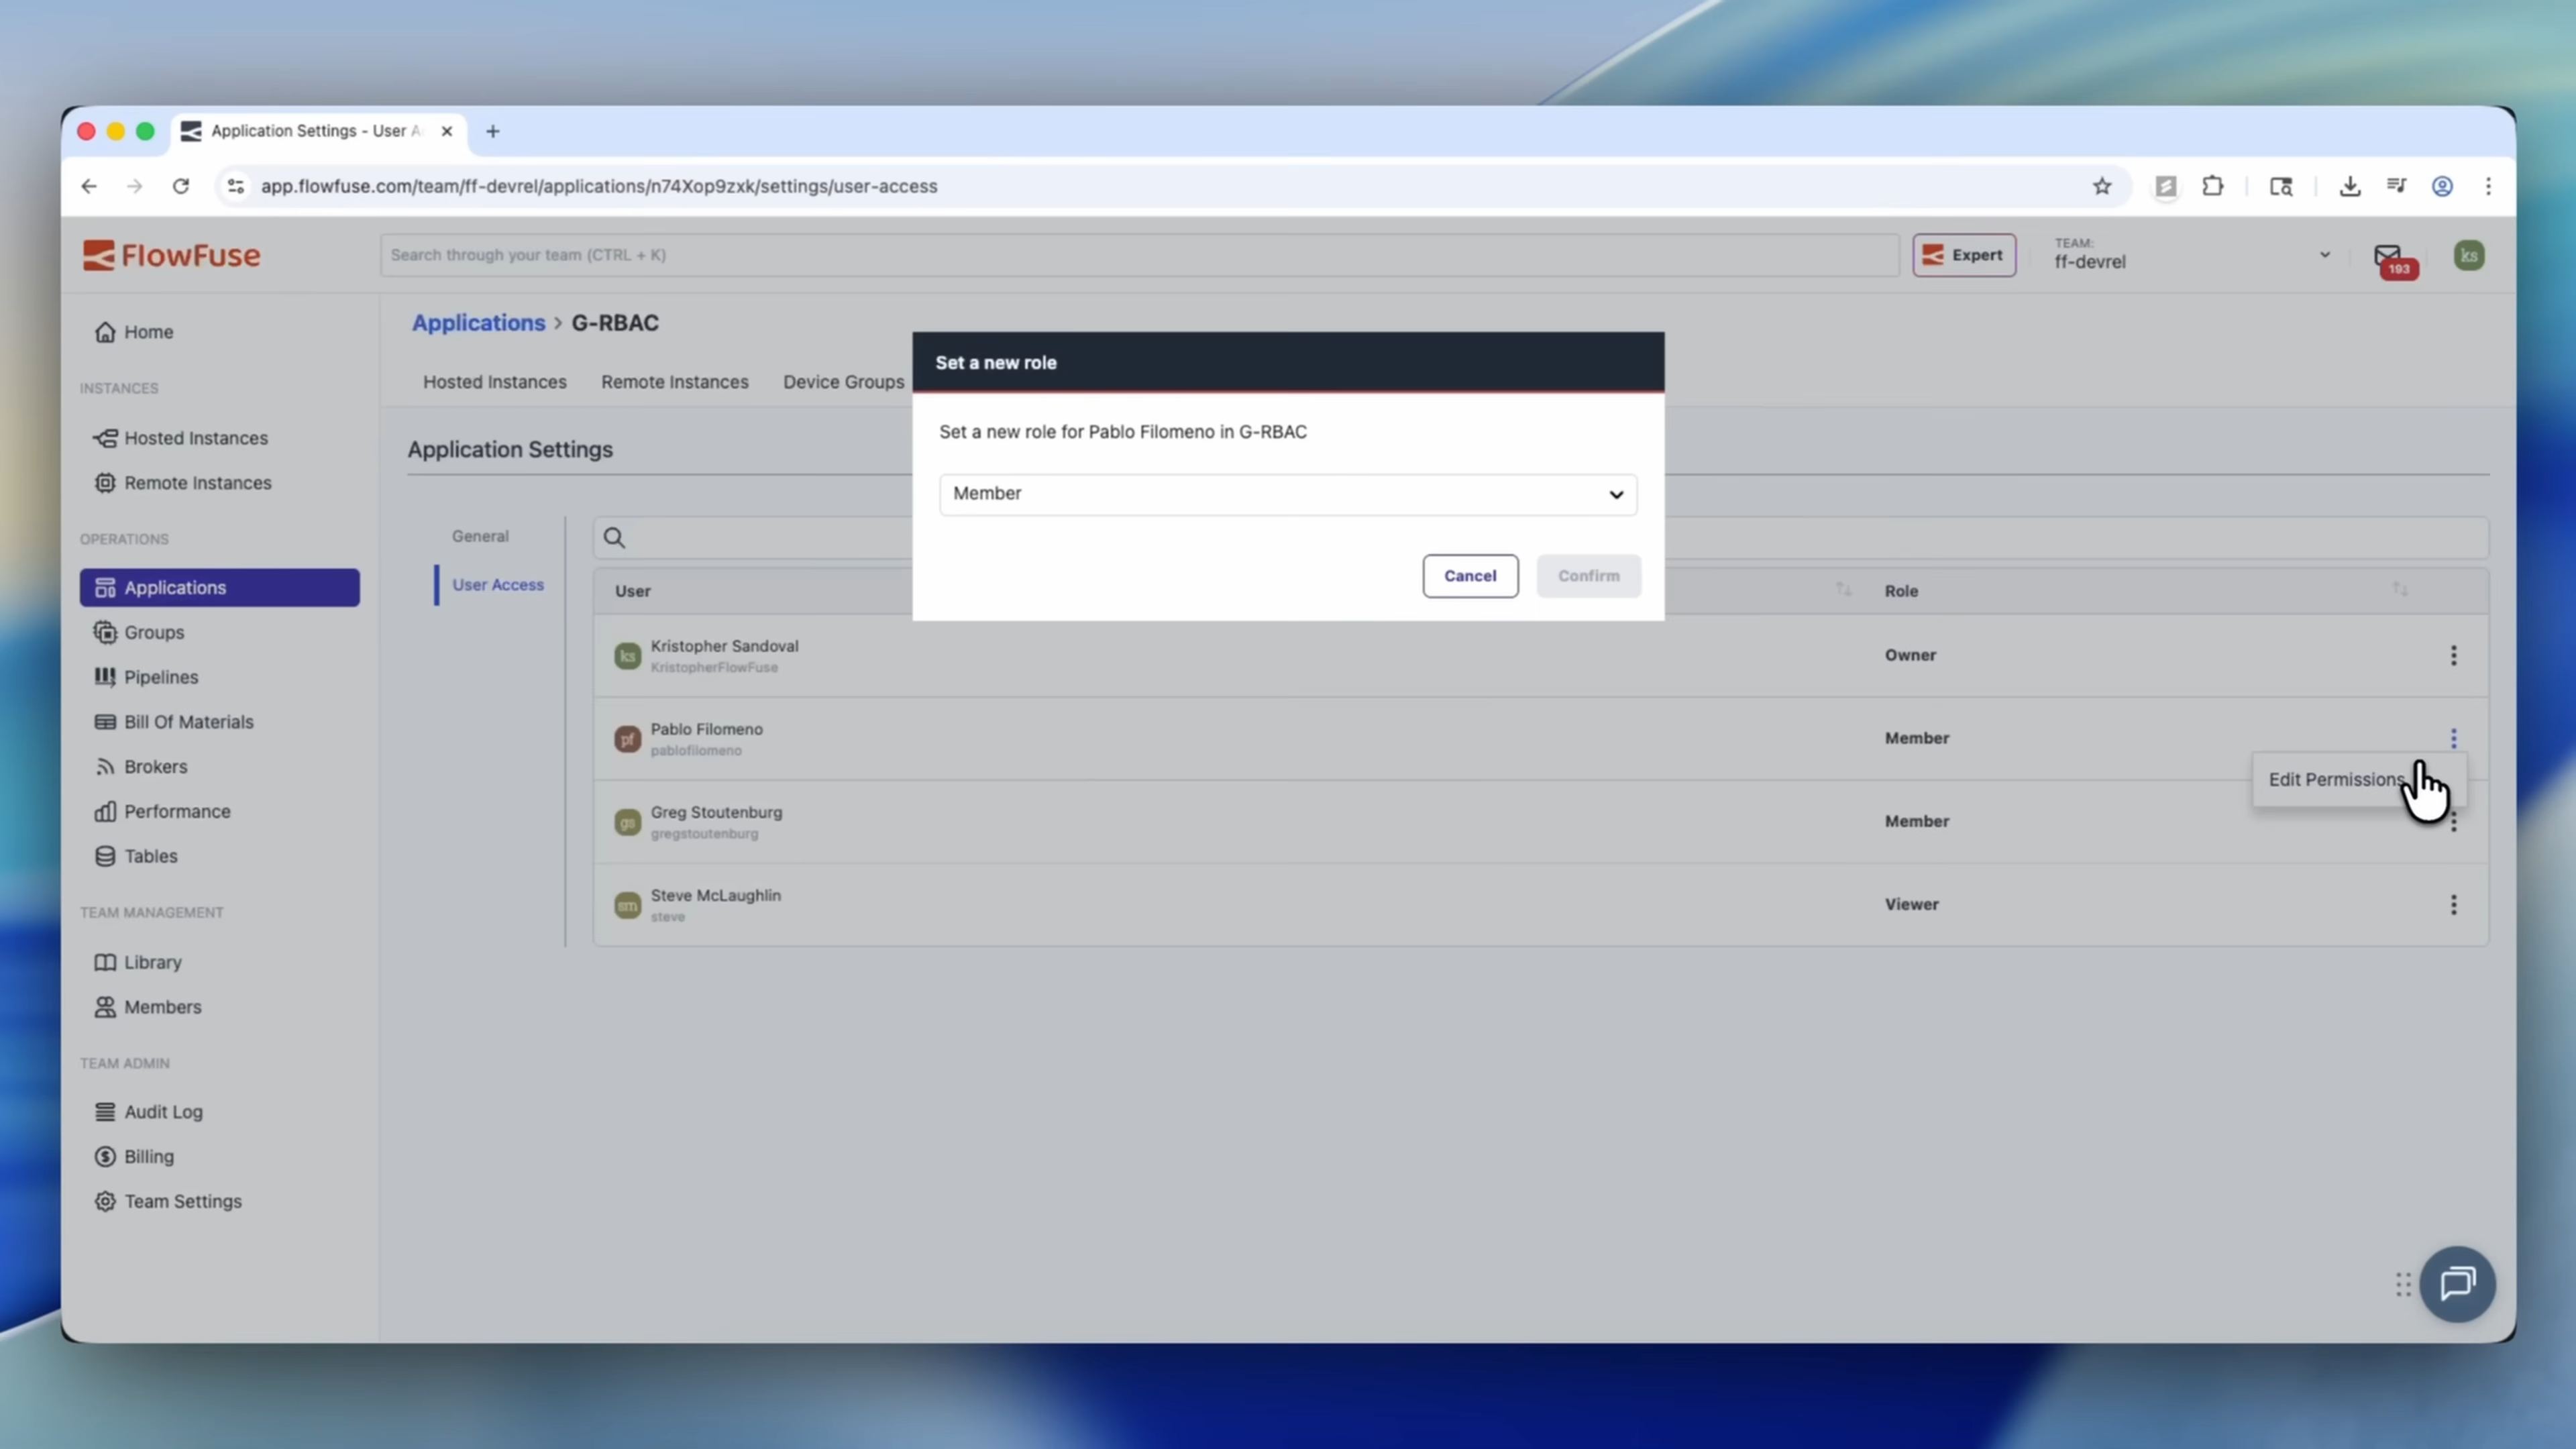 Application Settings - User A
app.flowfuse.com/team/ff-devrel/applications/n74Xop9zxk/settings/user-access
FlowFuse
Search through your team (CTRL + K)
Expert
TEAM:
ff-devrel
193
ks
Home
INSTANCES
Hosted Instances
Remote Instances
OPERATIONS
Applications
Groups
Pipelines
Bill Of Materials
Brokers
Performance
Tables
TEAM MANAGEMENT
Library
Members
TEAM ADMIN
Audit Log
Billing
Team Settings
Applications > G-RBAC
Hosted Instances
Remote Instances
Device Groups
Application Settings
General
User Access
Set a new role
Set a new role for Pablo Filomeno in G-RBAC
Member
Cancel
Confirm
User
Role
ks
Kristopher Sandoval
KristopherFlowFuse
Owner
pf
Pablo Filomeno
pablofilomeno
Member
Edit Permissions
gs
Greg Stoutenburg
gregstoutenburg
Member
sm
Steve McLaughlin
steve
Viewer